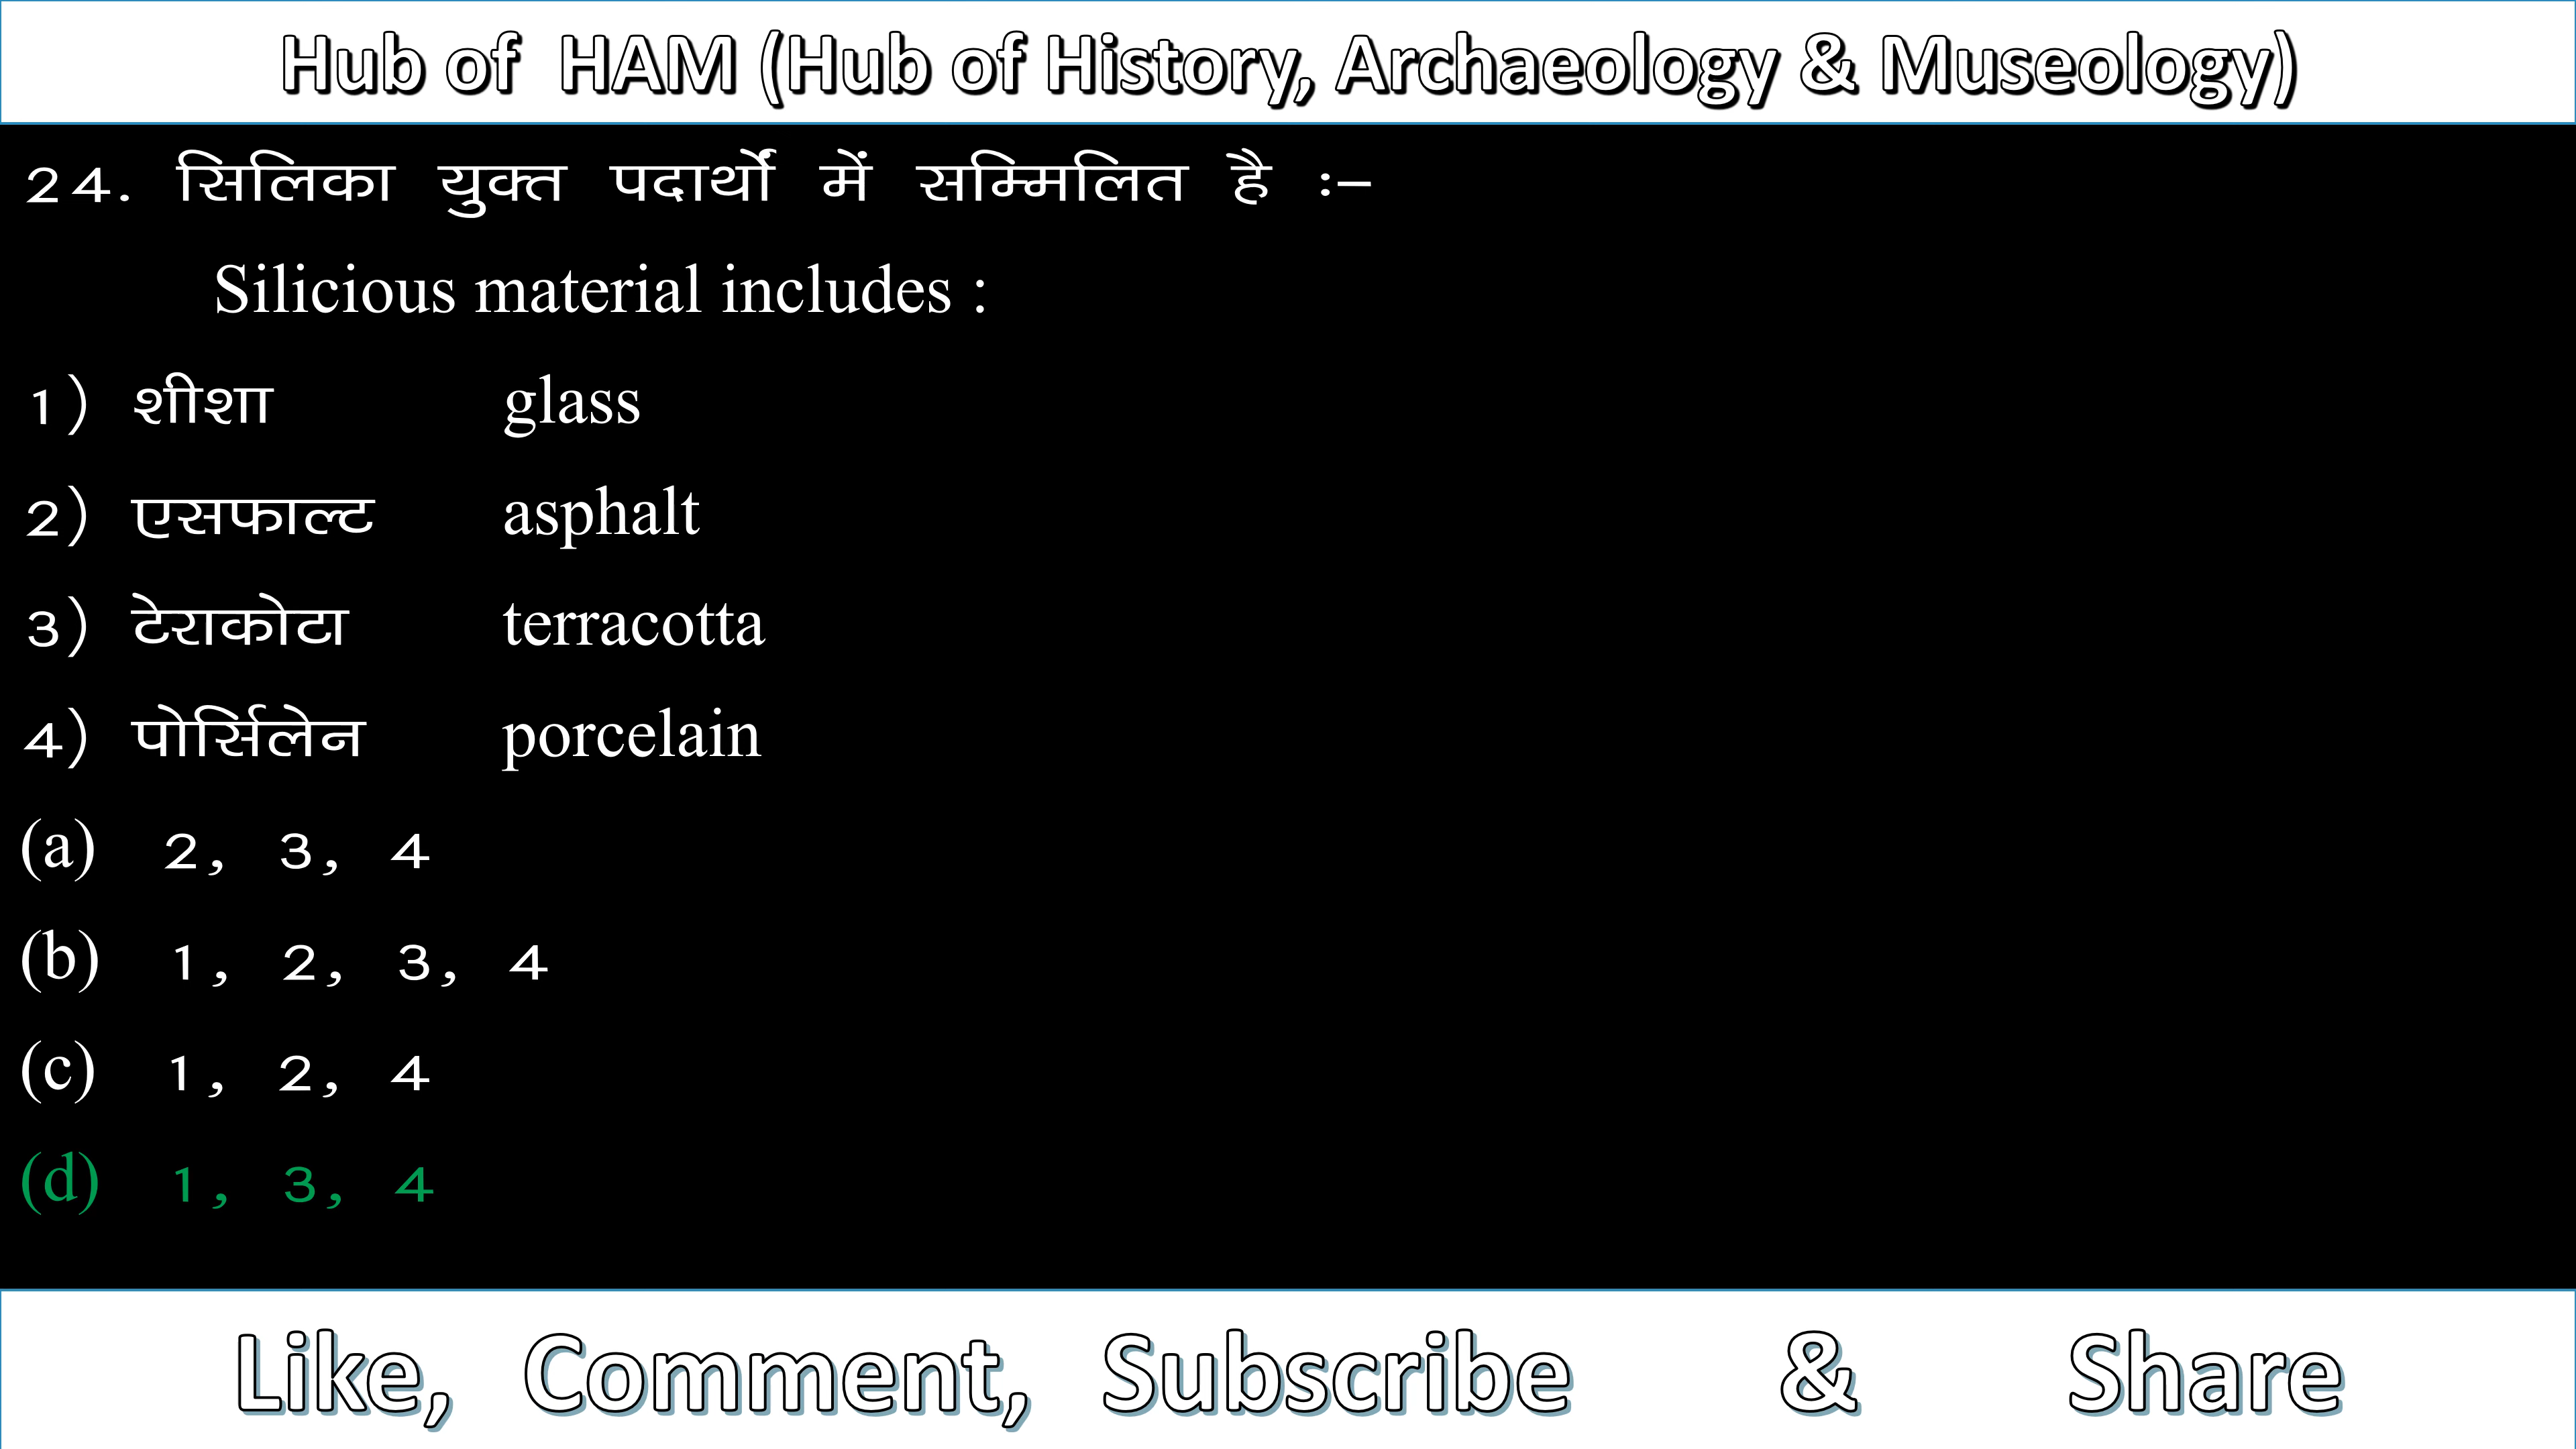 Hub of HAM (Hub of History, Archaeology & Museology)
24. सिलिका युक्त पदार्थों में सम्मिलित है :–
Silicious material includes :
1) शीशा glass
2) एसफाल्ट asphalt
3) टेराकोटा terracotta
4) पोर्सिलेन porcelain
(a) 2, 3, 4
(b) 1, 2, 3, 4
(c) 1, 2, 4
(d) 1, 3, 4
Like, Comment, Subscribe & Share